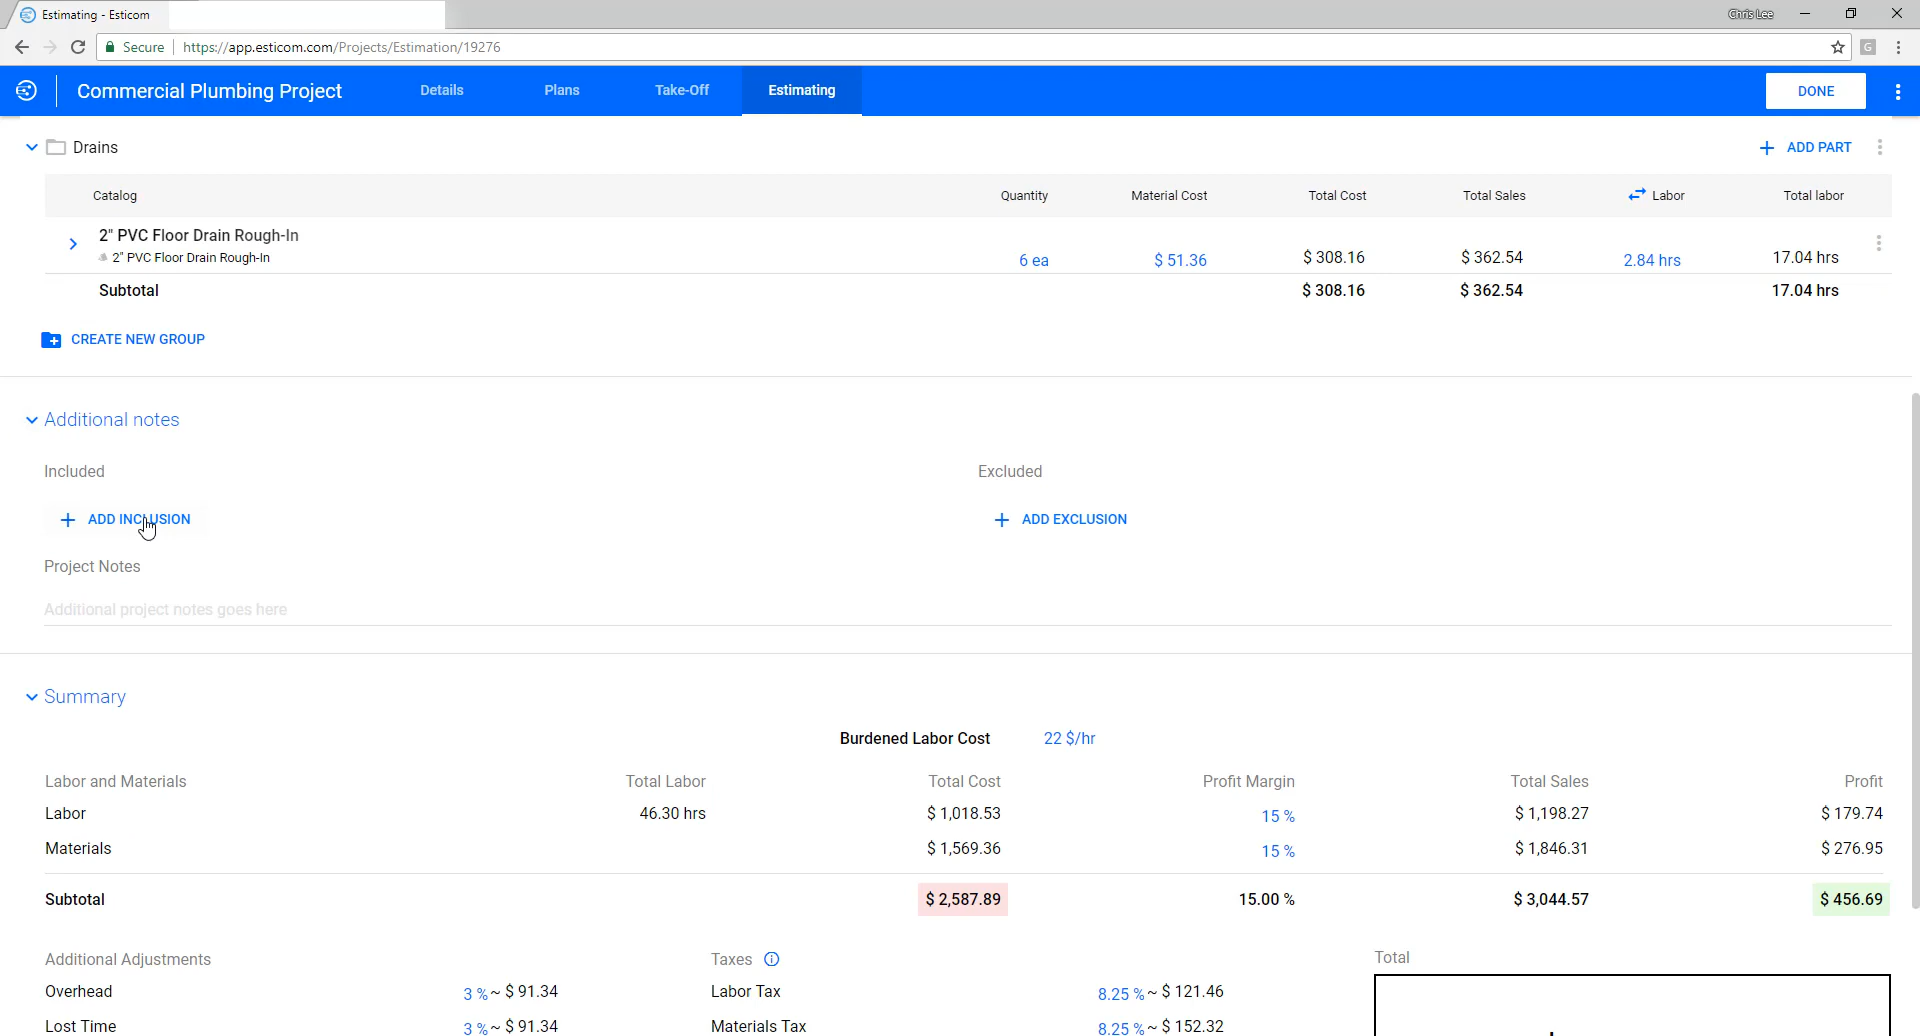 Estimating - Esticom
Chris Lee
Secure https://app.esticom.com/Projects/Estimation/19276
G
Commercial Plumbing Project Details Plans Take-Off Estimating DONE
Drains ADD PART
Catalog Quantity Material Cost Total Cost Total Sales Labor Total labor
2" PVC Floor Drain Rough-In
2" PVC Floor Drain Rough-In 6 ea $ 51.36 $ 308.16 $ 362.54 2.84 hrs 17.04 hrs
Subtotal $ 308.16 $ 362.54 17.04 hrs
CREATE NEW GROUP
Additional notes
Included Excluded
ADD INCLUSION ADD EXCLUSION
Project Notes
Additional project notes goes here
Summary
Burdened Labor Cost 22 $/hr
Labor and Materials Total Labor Total Cost Profit Margin Total Sales Profit
Labor 46.30 hrs $ 1,018.53 15 % $ 1,198.27 $ 179.74
Materials $ 1,569.36 15 % $ 1,846.31 $ 276.95
Subtotal $ 2,587.89 15.00 % $ 3,044.57 $ 456.69
Additional Adjustments Taxes Total
Overhead 3 % ~ $ 91.34 Labor Tax 8.25 % ~ $ 121.46
Lost Time 3 % ~ $ 91.34 Materials Tax 8.25 % ~ $ 152.32